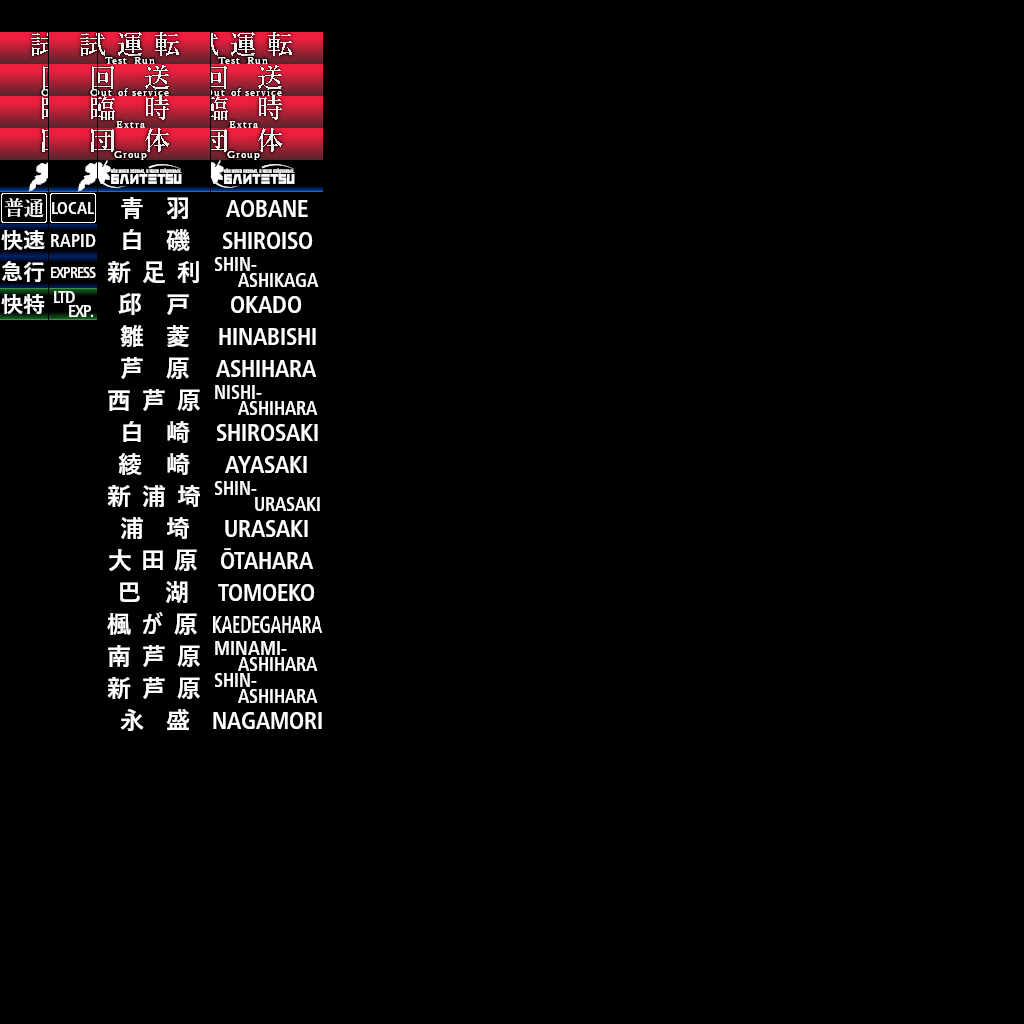 試 試運転 試運転
Test Run Test Run
回 回送 回送
Out of service Out of service
臨 臨時 臨時
Extra Extra
団 団体 団体
Group Group
普通 LOCAL 青羽 AOBANE
快速 RAPID 白磯 SHIROISO
急行 EXPRESS 新足利 SHIN-ASHIKAGA
快特 LTD EXP. 邱戸 OKADO
雛菱 HINABISHI
芦原 ASHIHARA
西芦原 NISHI-ASHIHARA
白崎 SHIROSAKI
綾崎 AYASAKI
新浦埼 SHIN-URASAKI
浦埼 URASAKI
大田原 ŌTAHARA
巴湖 TOMOEKO
楓が原 KAEDEGAHARA
南芦原 MINAMI-ASHIHARA
新芦原 SHIN-ASHIHARA
永盛 NAGAMORI